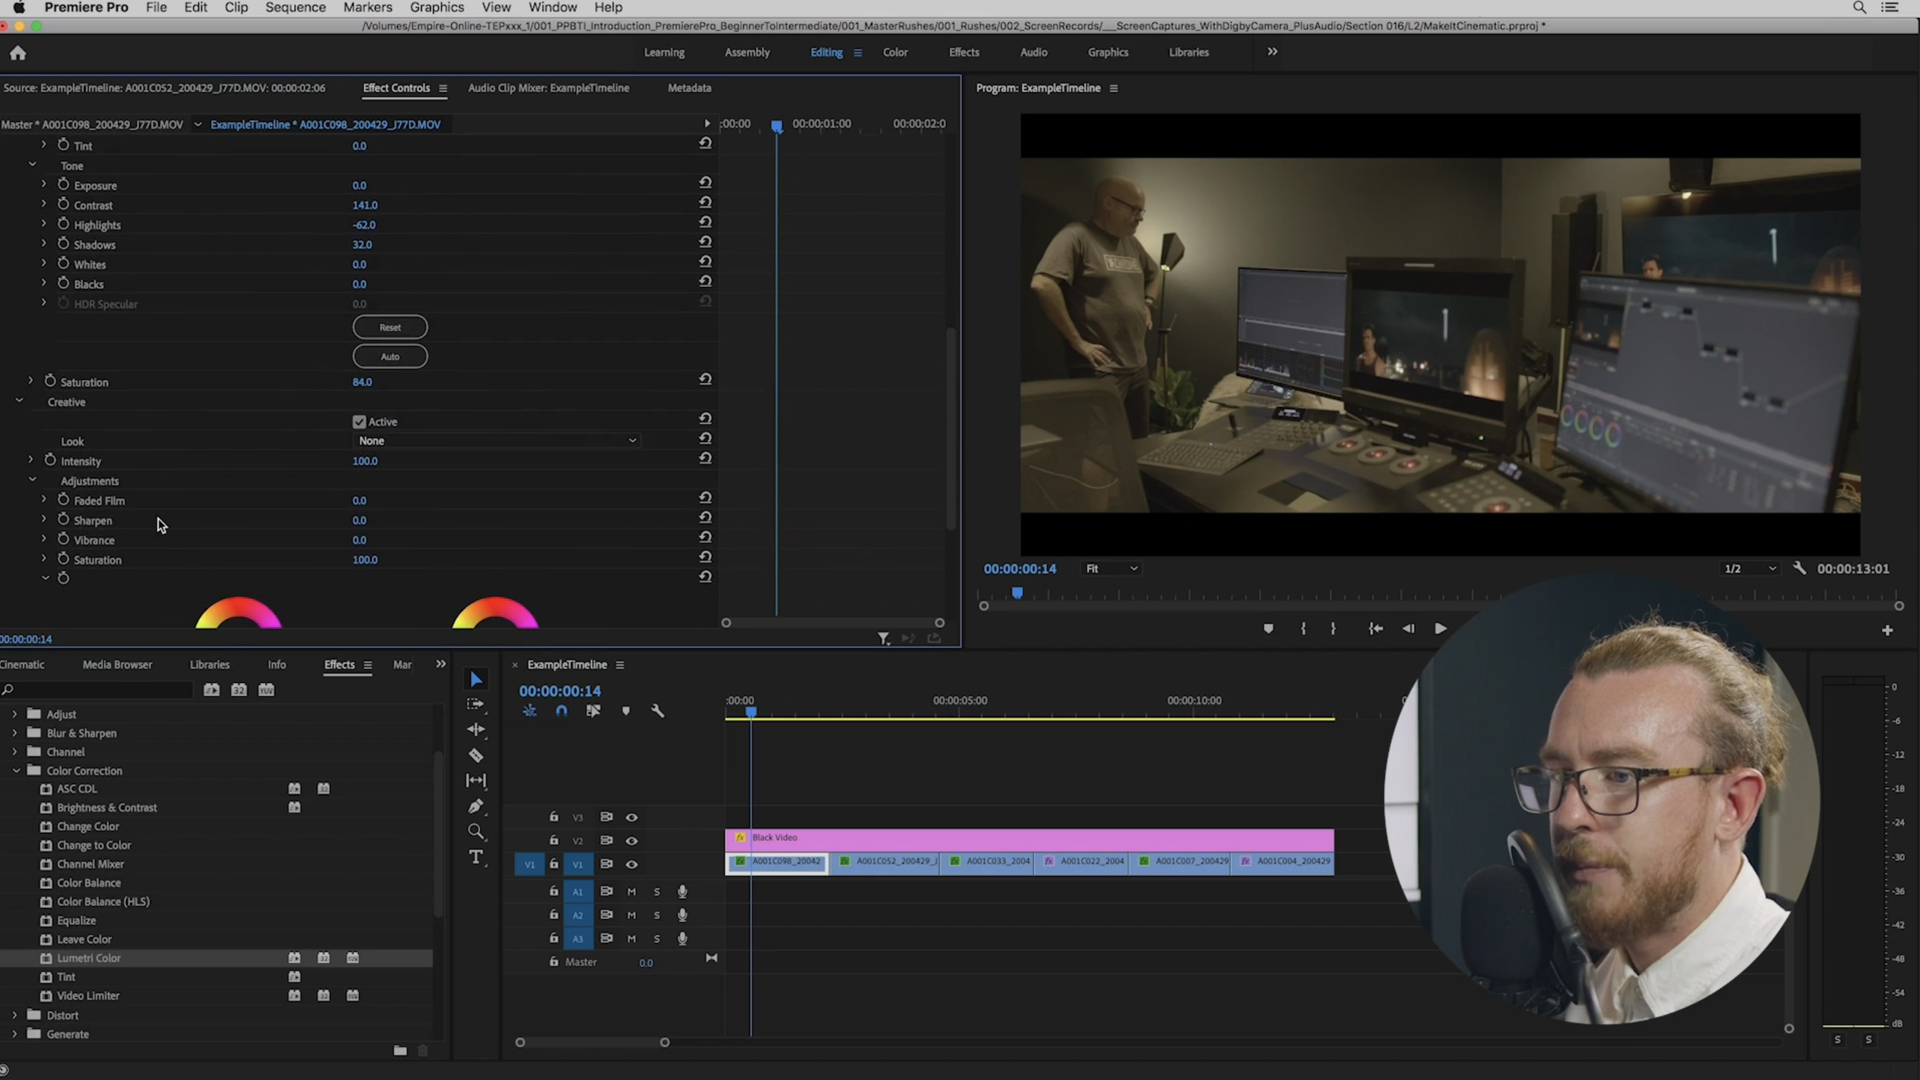 Premiere Pro File Edit Clip Sequence Markers Graphics View Window Help
/Volumes/Empire-Online-TEPxxx_1/001_PPBTI_Introduction_PremierePro_BeginnerToIntermediate/001_MasterRushes/001_Rushes/002_ScreenRecords/___ScreenCaptures_WithDigbyCamera_PlusAudio/Section 016/L2/MakeItCinematic.prproj *
Learning Assembly Editing Color Effects Audio Graphics Libraries
Source: ExampleTimeline: A001C052_200429_J77D.MOV: 00:00:02:06 Effect Controls Audio Clip Mixer: ExampleTimeline Metadata
Program: ExampleTimeline
Master * A001C098_200429_J77D.MOV ExampleTimeline * A001C098_200429_J77D.MOV
:00:00 00:00:01:00 00:00:02:0
Tint 0.0
Tone
Exposure 0.0
Contrast 141.0
Highlights -62.0
Shadows 32.0
Whites 0.0
Blacks 0.0
HDR Specular 0.0
Reset
Auto
Saturation 84.0
Creative
Active
Look None
Intensity 100.0
Adjustments
Faded Film 0.0
Sharpen 0.0
Vibrance 0.0
Saturation 100.0
00:00:00:14
00:00:00:14 Fit 1/2 00:00:13:01
Cinematic Media Browser Libraries Info Effects Mar
32 YUV
Adjust
Blur & Sharpen
Channel
Color Correction
ASC CDL
Brightness & Contrast
Change Color
Change to Color
Channel Mixer
Color Balance
Color Balance (HLS)
Equalize
Leave Color
Lumetri Color
Tint
Video Limiter
Distort
Generate
ExampleTimeline
00:00:00:14
:00:00 00:00:05:00 00:00:10:00
V3
V2
fx Black Video
V1 V1
fx A001C098_20042 fx A001C052_200429_J fx A001C033_2004 fx A001C022_2004 fx A001C007_200429 fx A001C004_200429
A1 M S
A2 M S
A3 M S
Master 0.0
0
-6
-12
-18
-24
-30
-36
-42
-48
-54
dB
S S